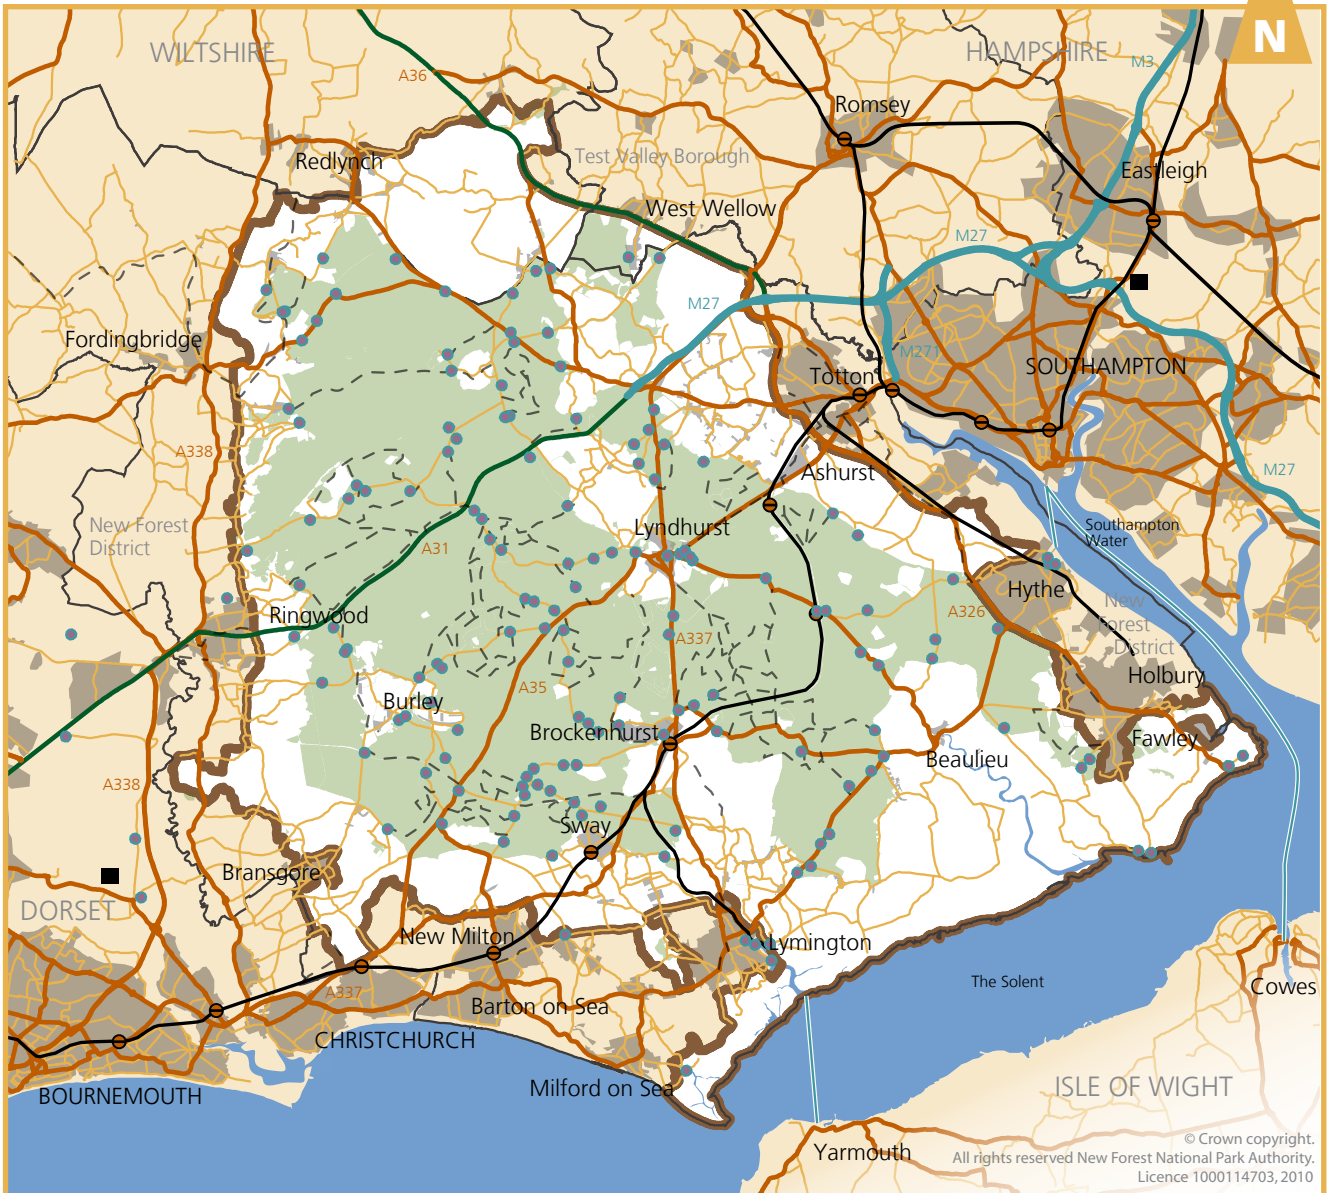 N
WILTSHIRE
HAMPSHIRE
M3
A36
Romsey
Redlynch
Test Valley Borough
Eastleigh
West Wellow
M27
M27
Fordingbridge
M271
SOUTHAMPTON
Totton
A338
Ashurst
M27
New Forest
District
Lyndhurst
Southampton
Water
A31
Hythe
Ringwood
A326
New
Forest
District
A337
Holbury
A35
Burley
Brockenhurst
Fawley
Beaulieu
A338
Sway
Bransgore
DORSET
New Milton
Lymington
The Solent
Cowes
A337
Barton on Sea
CHRISTCHURCH
BOURNEMOUTH
Milford on Sea
ISLE OF WIGHT
Yarmouth
© Crown copyright.
All rights reserved New Forest National Park Authority.
Licence 1000114703, 2010